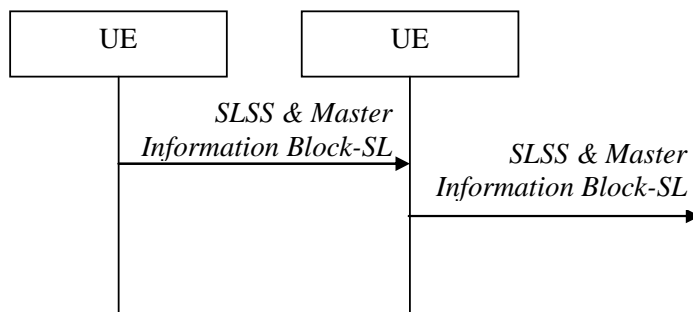 UE
UE
SLSS & Master
Information Block-SL
SLSS & Master
Information Block-SL